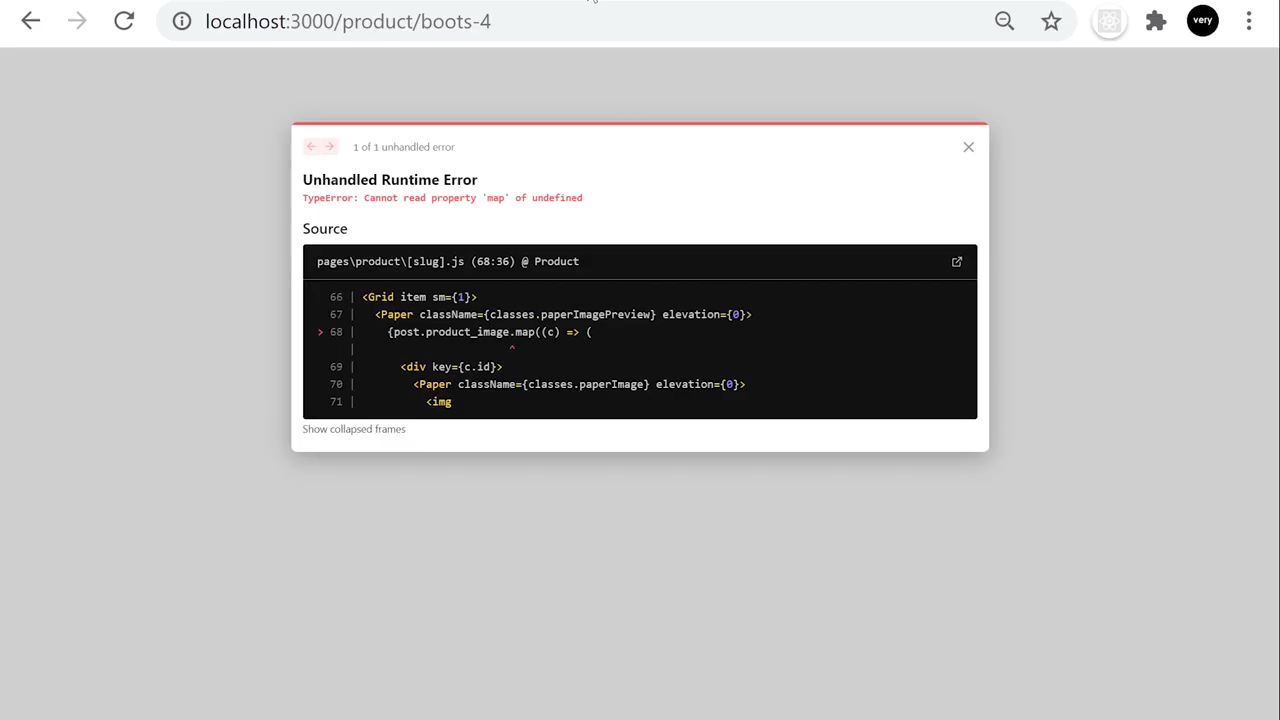 localhost:3000/product/boots-4
very
1 of 1 unhandled error
Unhandled Runtime Error
TypeError: Cannot read property 'map' of undefined
Source
pages\product\[slug].js (68:36) @ Product
66 | <Grid item sm={1}>
67 | <Paper className={classes.paperImagePreview} elevation={0}>
> 68 | {post.product_image.map((c) => (
| ^
69 | <div key={c.id}>
70 | <Paper className={classes.paperImage} elevation={0}>
71 | <img
Show collapsed frames